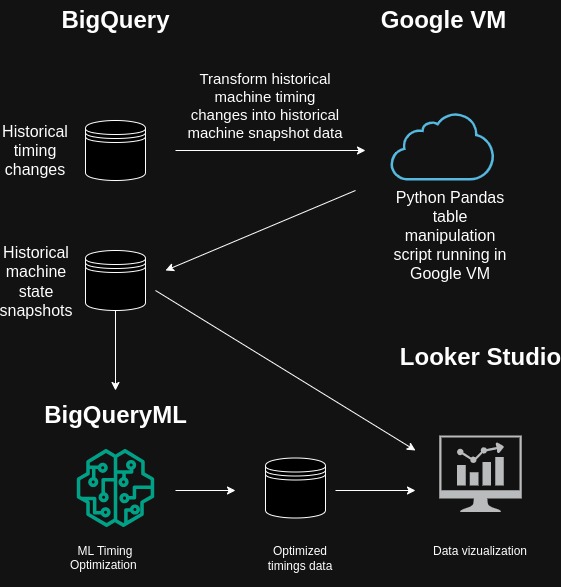 BigQuery
Google VM
Transform historical
machine timing
changes into historical
machine snapshot data
Historical
timing
changes
Python Pandas
table
manipulation
script running in
Google VM
Historical
machine
state
snapshots
Looker Studio
BigQueryML
ML Timing
Optimization
Optimized
timings data
Data vizualization